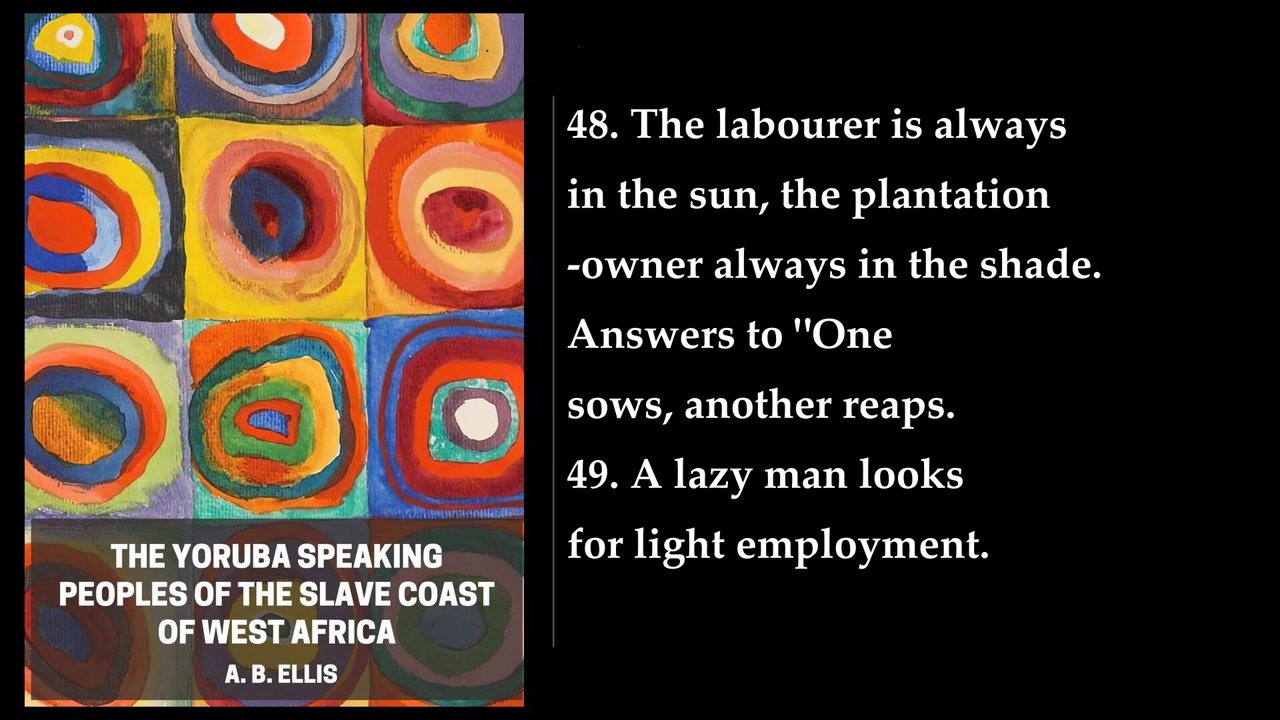 THE YORUBA SPEAKING
PEOPLES OF THE SLAVE COAST
OF WEST AFRICA
A. B. ELLIS
48. The labourer is always
in the sun, the plantation
-owner always in the shade.
Answers to "One
sows, another reaps.
49. A lazy man looks
for light employment.